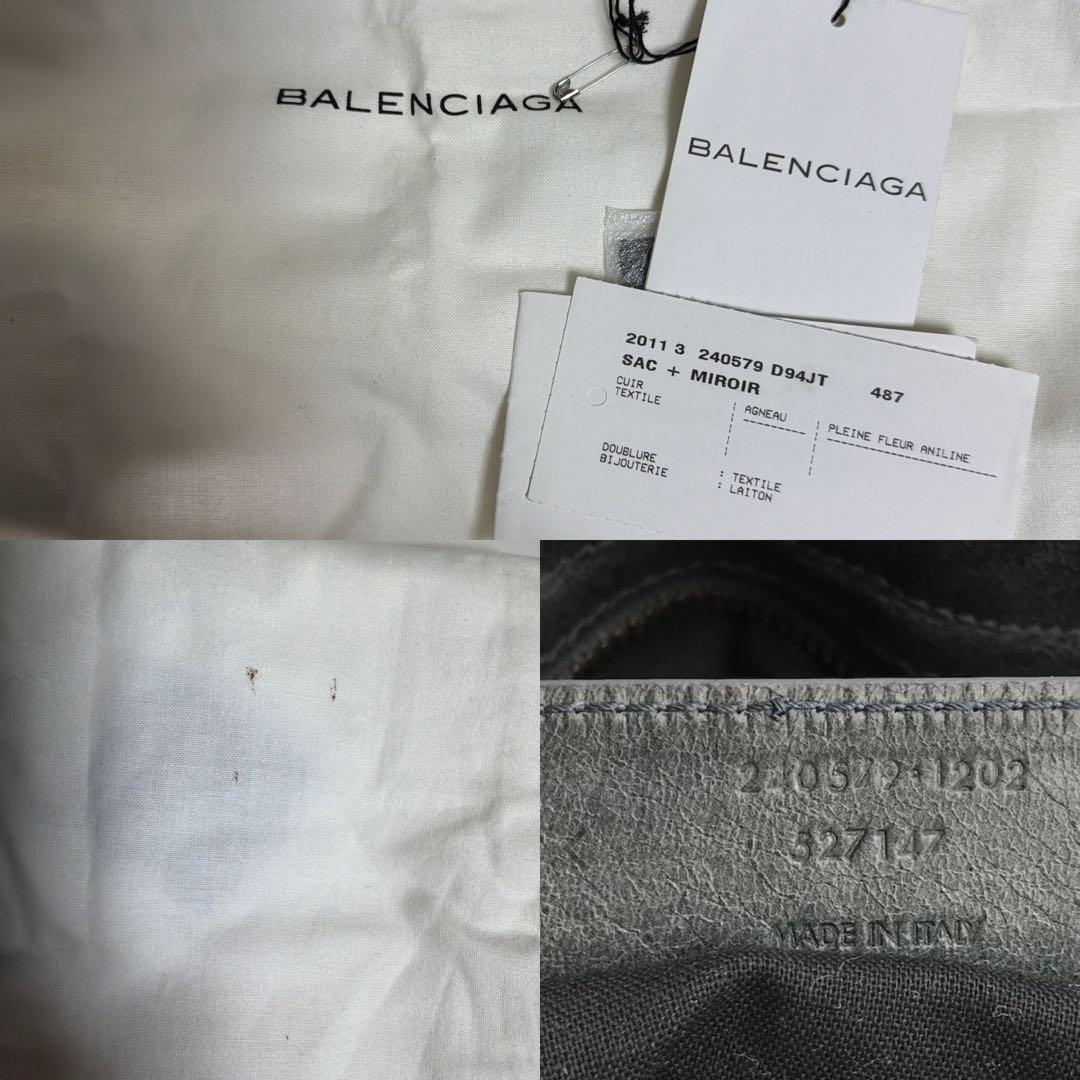 BALENCIAGA
BALENCIAGA
2011 3 240579 D94JT 487
SAC + MIROIR
CUIR AGNEAU PLEINE FLEUR ANILINE
TEXTILE
DOUBLURE : TEXTILE
BIJOUTERIE : LAITON
240579•1202
527147
MADE IN ITALY